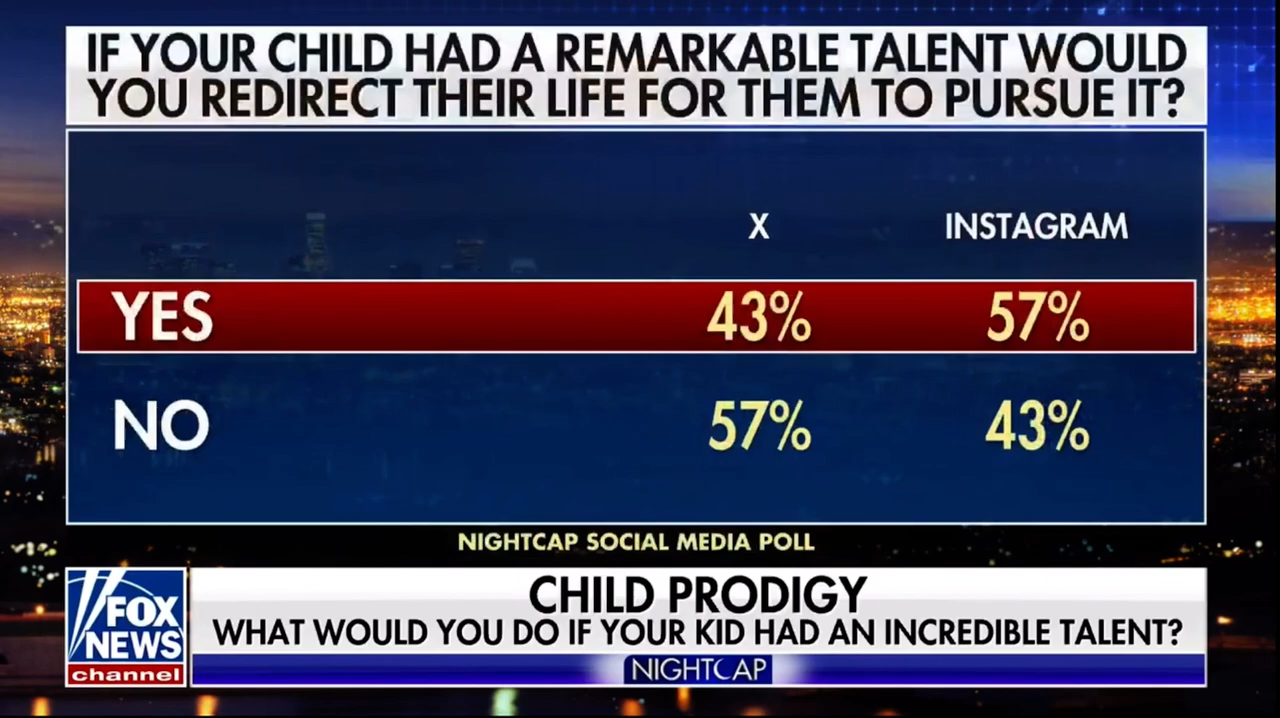 IF YOUR CHILD HAD A REMARKABLE TALENT WOULD
YOU REDIRECT THEIR LIFE FOR THEM TO PURSUE IT?
X INSTAGRAM
YES 43% 57%
NO 57% 43%
NIGHTCAP SOCIAL MEDIA POLL
FOX
NEWS
channel
CHILD PRODIGY
WHAT WOULD YOU DO IF YOUR KID HAD AN INCREDIBLE TALENT?
NIGHTCAP